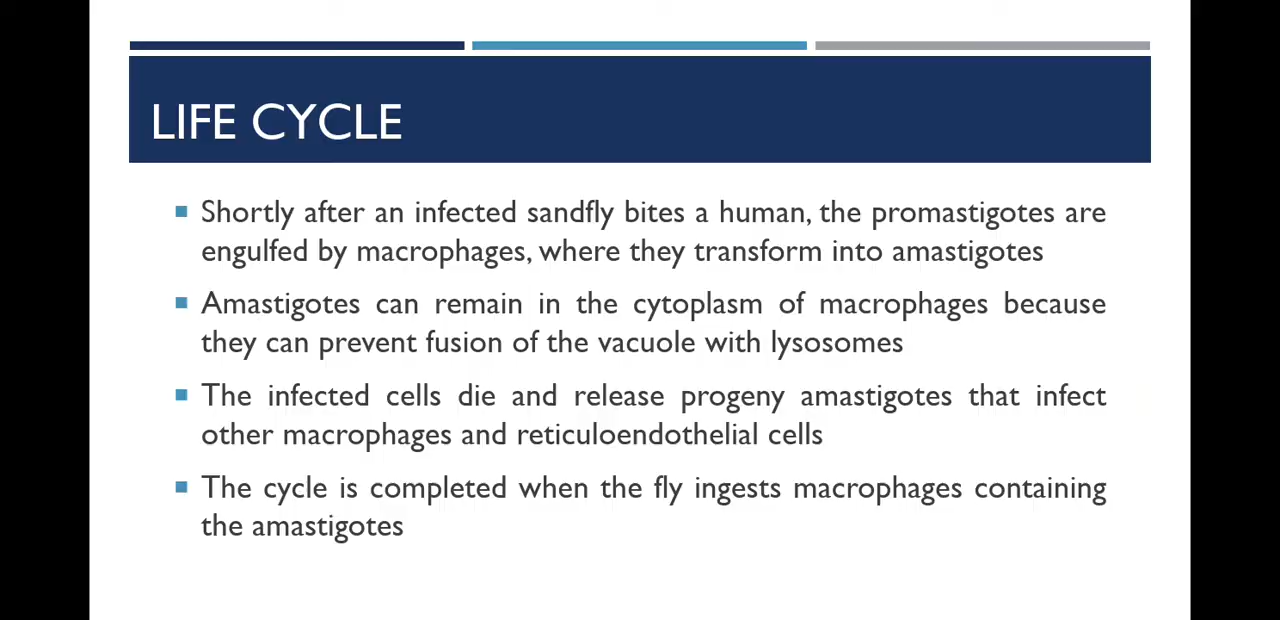 LIFE CYCLE
Shortly after an infected sandfly bites a human, the promastigotes are
engulfed by macrophages, where they transform into amastigotes
Amastigotes can remain in the cytoplasm of macrophages because
they can prevent fusion of the vacuole with lysosomes
The infected cells die and release progeny amastigotes that infect
other macrophages and reticuloendothelial cells
The cycle is completed when the fly ingests macrophages containing
the amastigotes